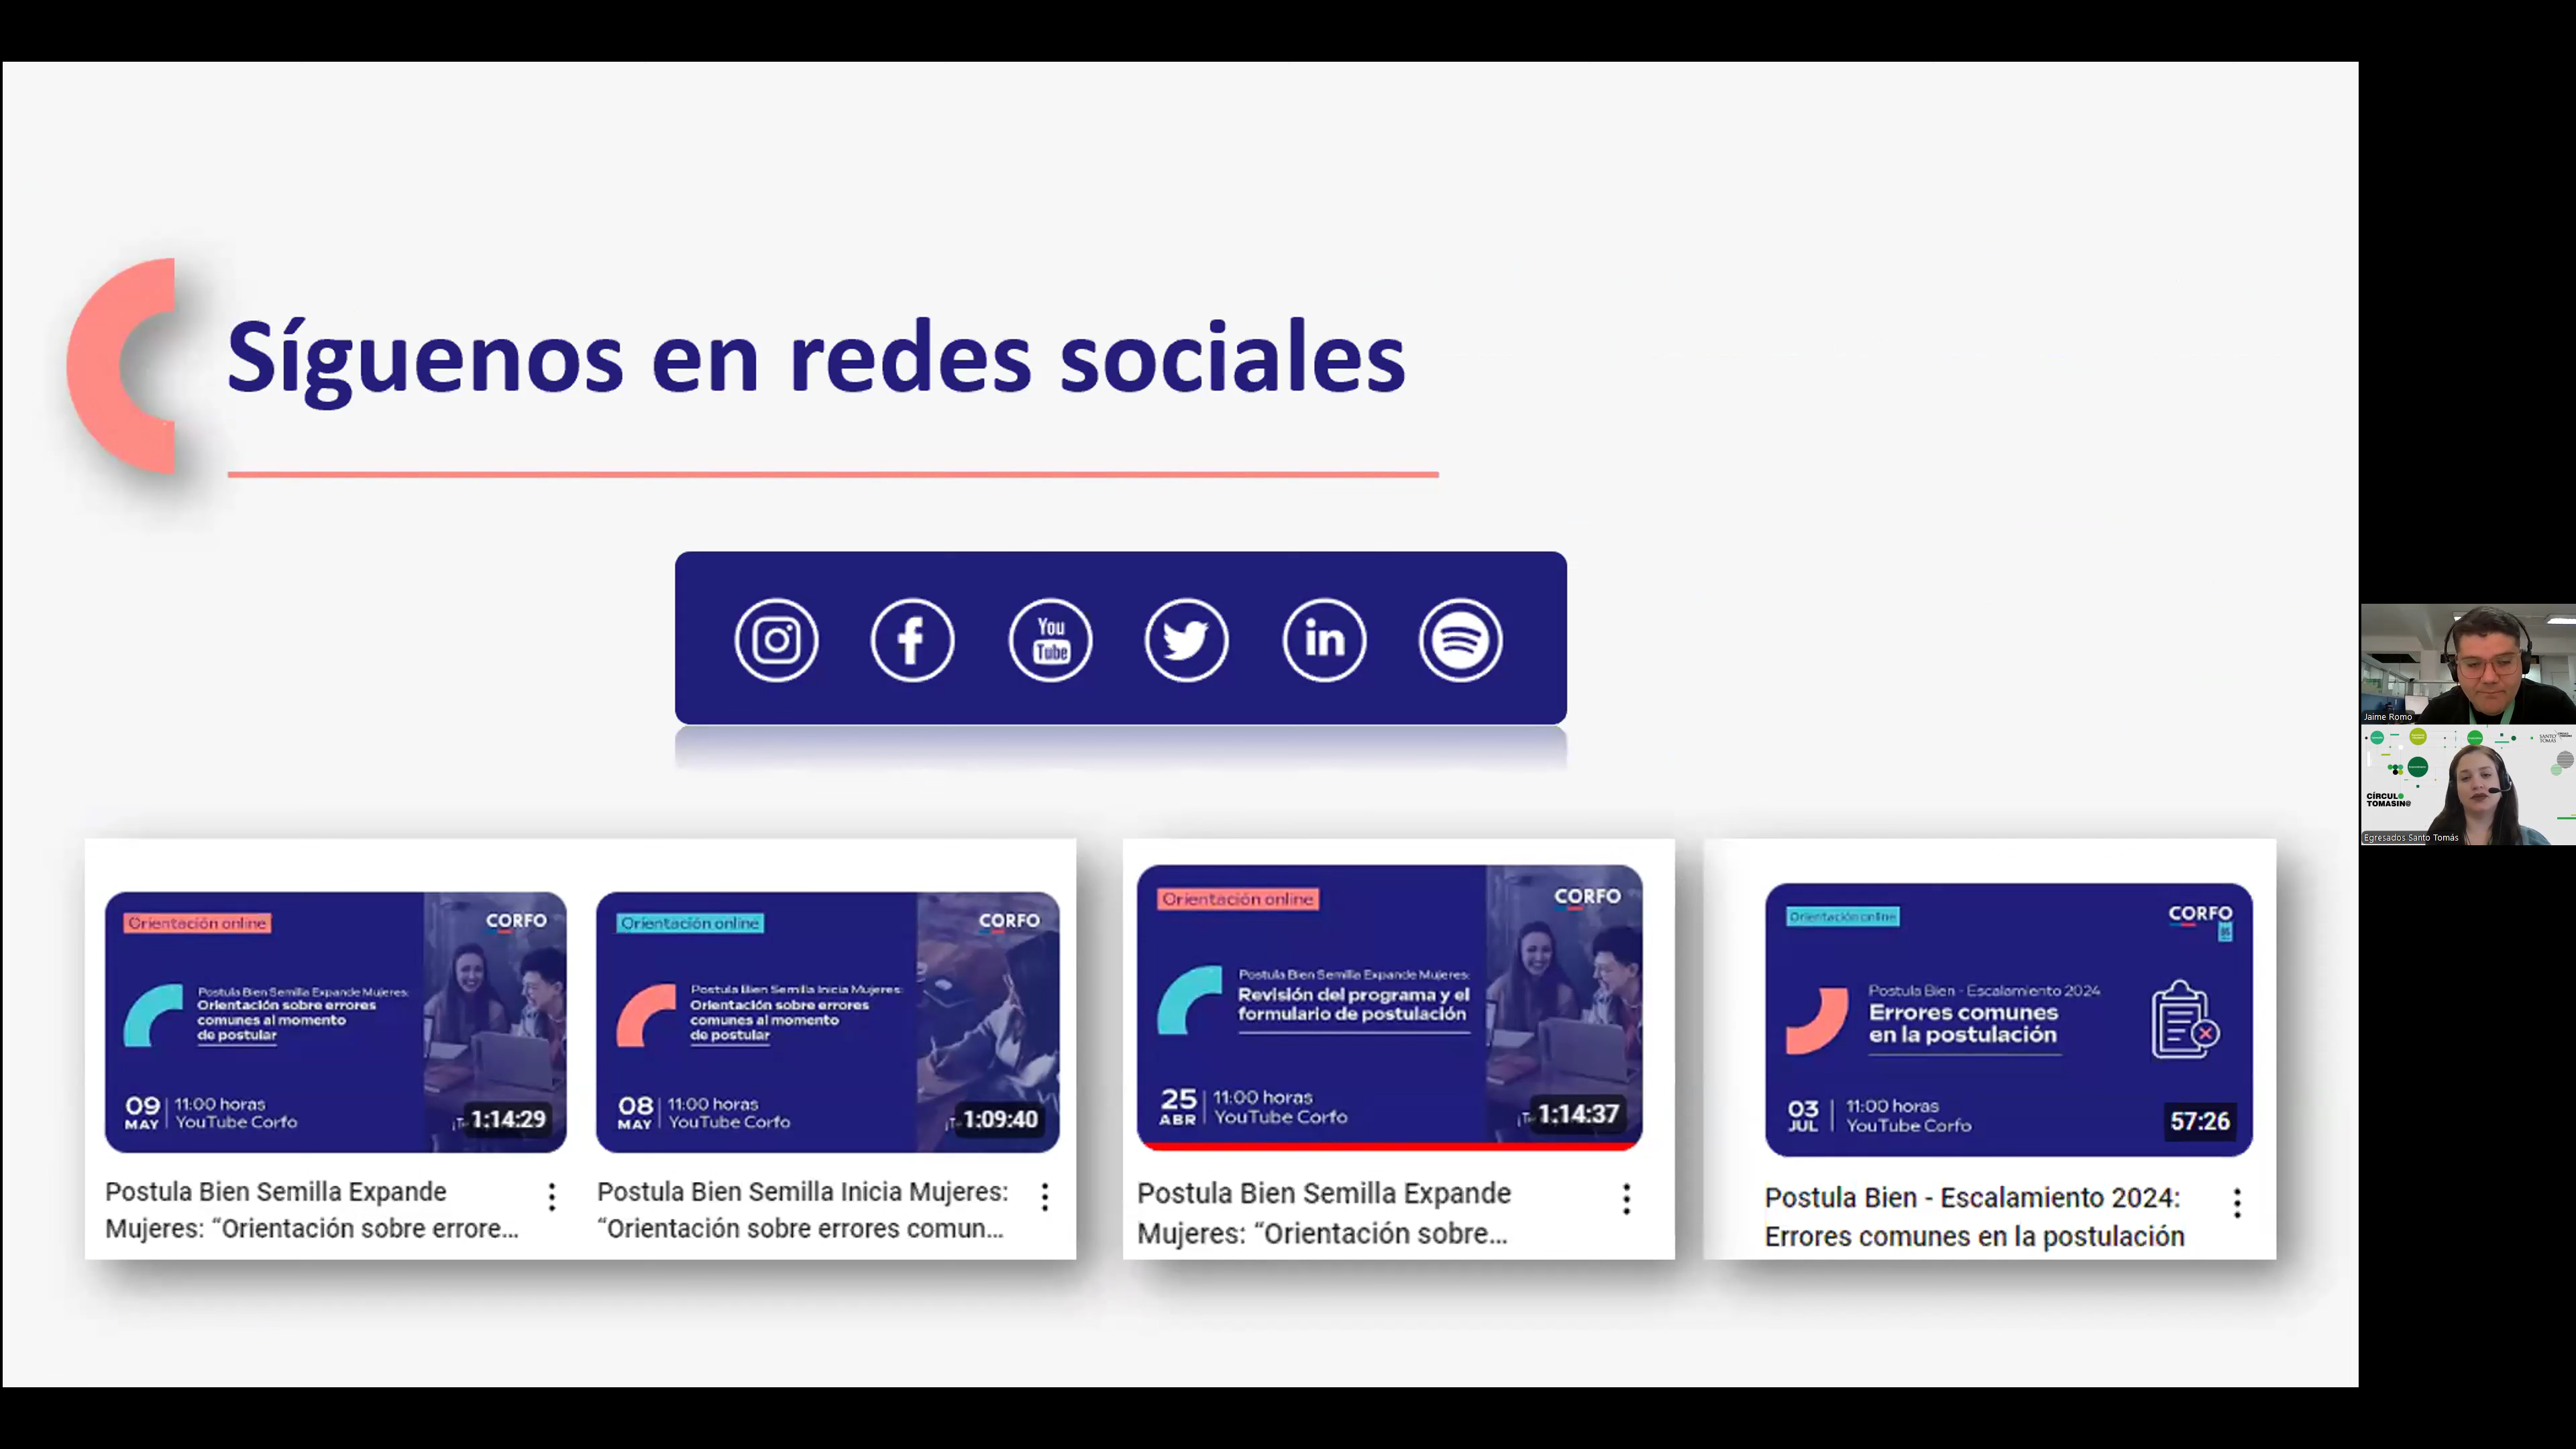 Síguenos en redes sociales
You
Tube
in
Orientación online
CORFO
Postula Bien Semilla Expande Mujeres:
Orientación sobre errores
comunes al momento
de postular
09
MAY
11:00 horas
YouTube Corfo
1:14:29
Postula Bien Semilla Expande
Mujeres: “Orientación sobre errore...
Orientación online
CORFO
Postula Bien Semilla Inicia Mujeres:
Orientación sobre errores
comunes al momento
de postular
08
MAY
11:00 horas
YouTube Corfo
1:09:40
Postula Bien Semilla Inicia Mujeres:
“Orientación sobre errores comun...
Orientación online
CORFO
Postula Bien Semilla Expande Mujeres:
Revisión del programa y el
formulario de postulación
25
ABR
11:00 horas
YouTube Corfo
1:14:37
Postula Bien Semilla Expande
Mujeres: “Orientación sobre...
Orientación online
CORFO
Postula Bien - Escalamiento 2024
Errores comunes
en la postulación
03
JUL
11:00 horas
YouTube Corfo
57:26
Postula Bien - Escalamiento 2024:
Errores comunes en la postulación
Jaime Romo
SANTO
TOMÁS
CÍRCULO
TOMASIN@
Egresados Santo Tomás